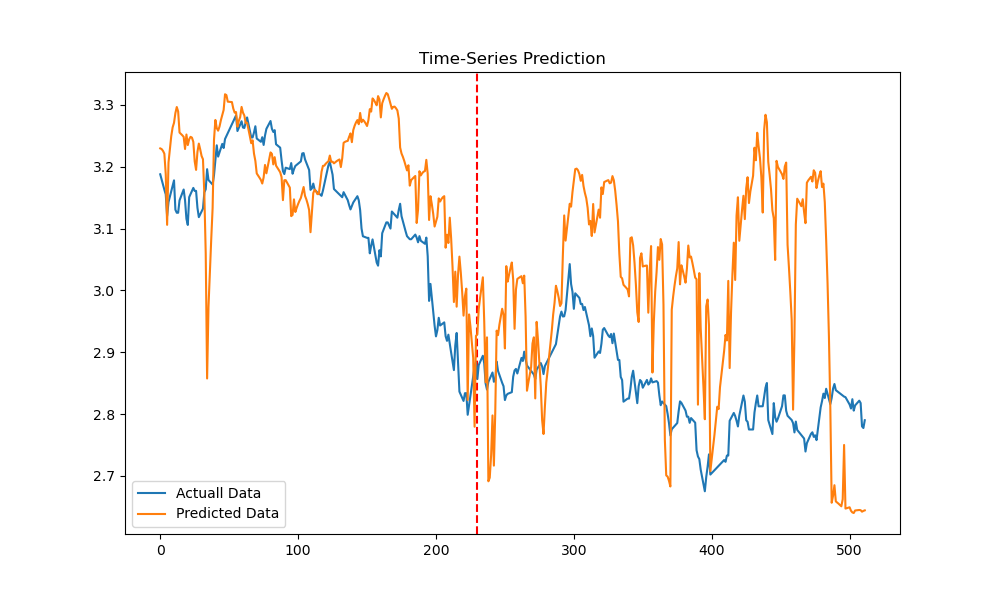 Time-Series Prediction
3.3
3.2
3.1
3.0
2.9
2.8
2.7
Actuall Data
Predicted Data
0 100 200 300 400 500